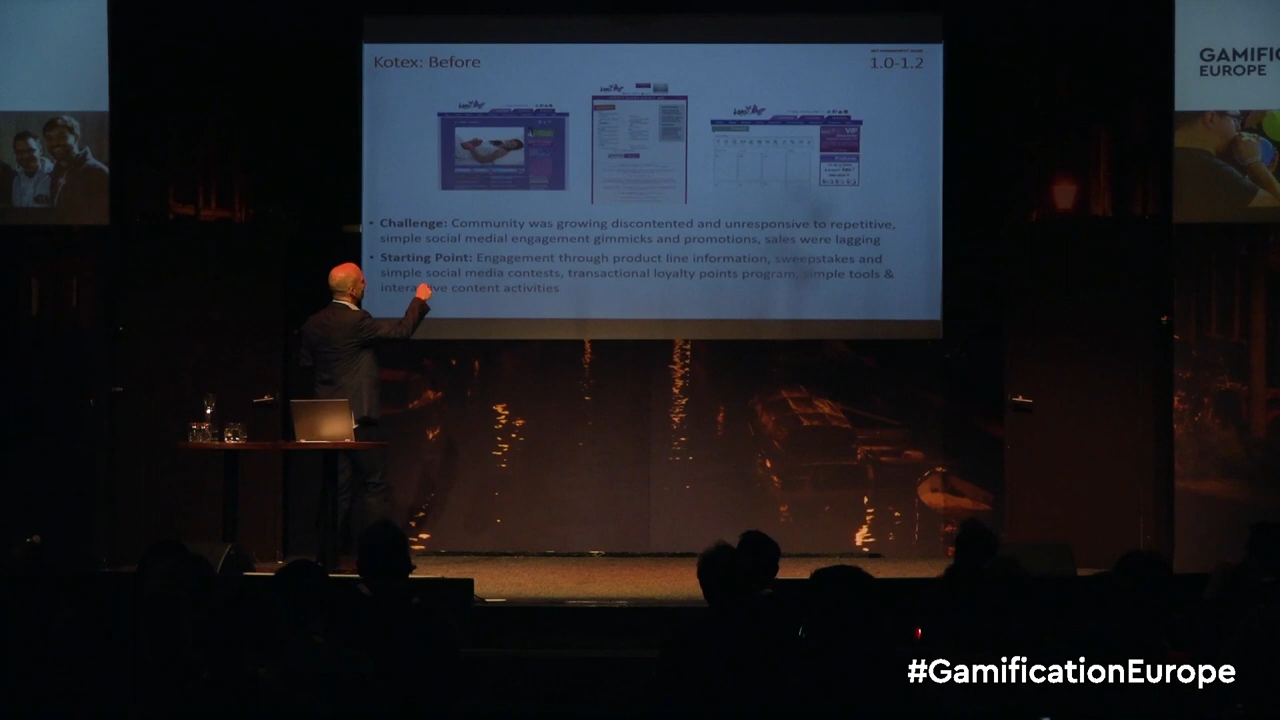 Kotex: Before
1.0-1.2
GAMIFIC
EUROPE
• Challenge: Community was growing discontented and unresponsive to repetitive,
simple social medial engagement gimmicks and promotions, sales were lagging
• Starting Point: Engagement through product line information, sweepstakes and
simple social media contests, transactional loyalty points program, simple tools &
interactive content activities
#GamificationEurope